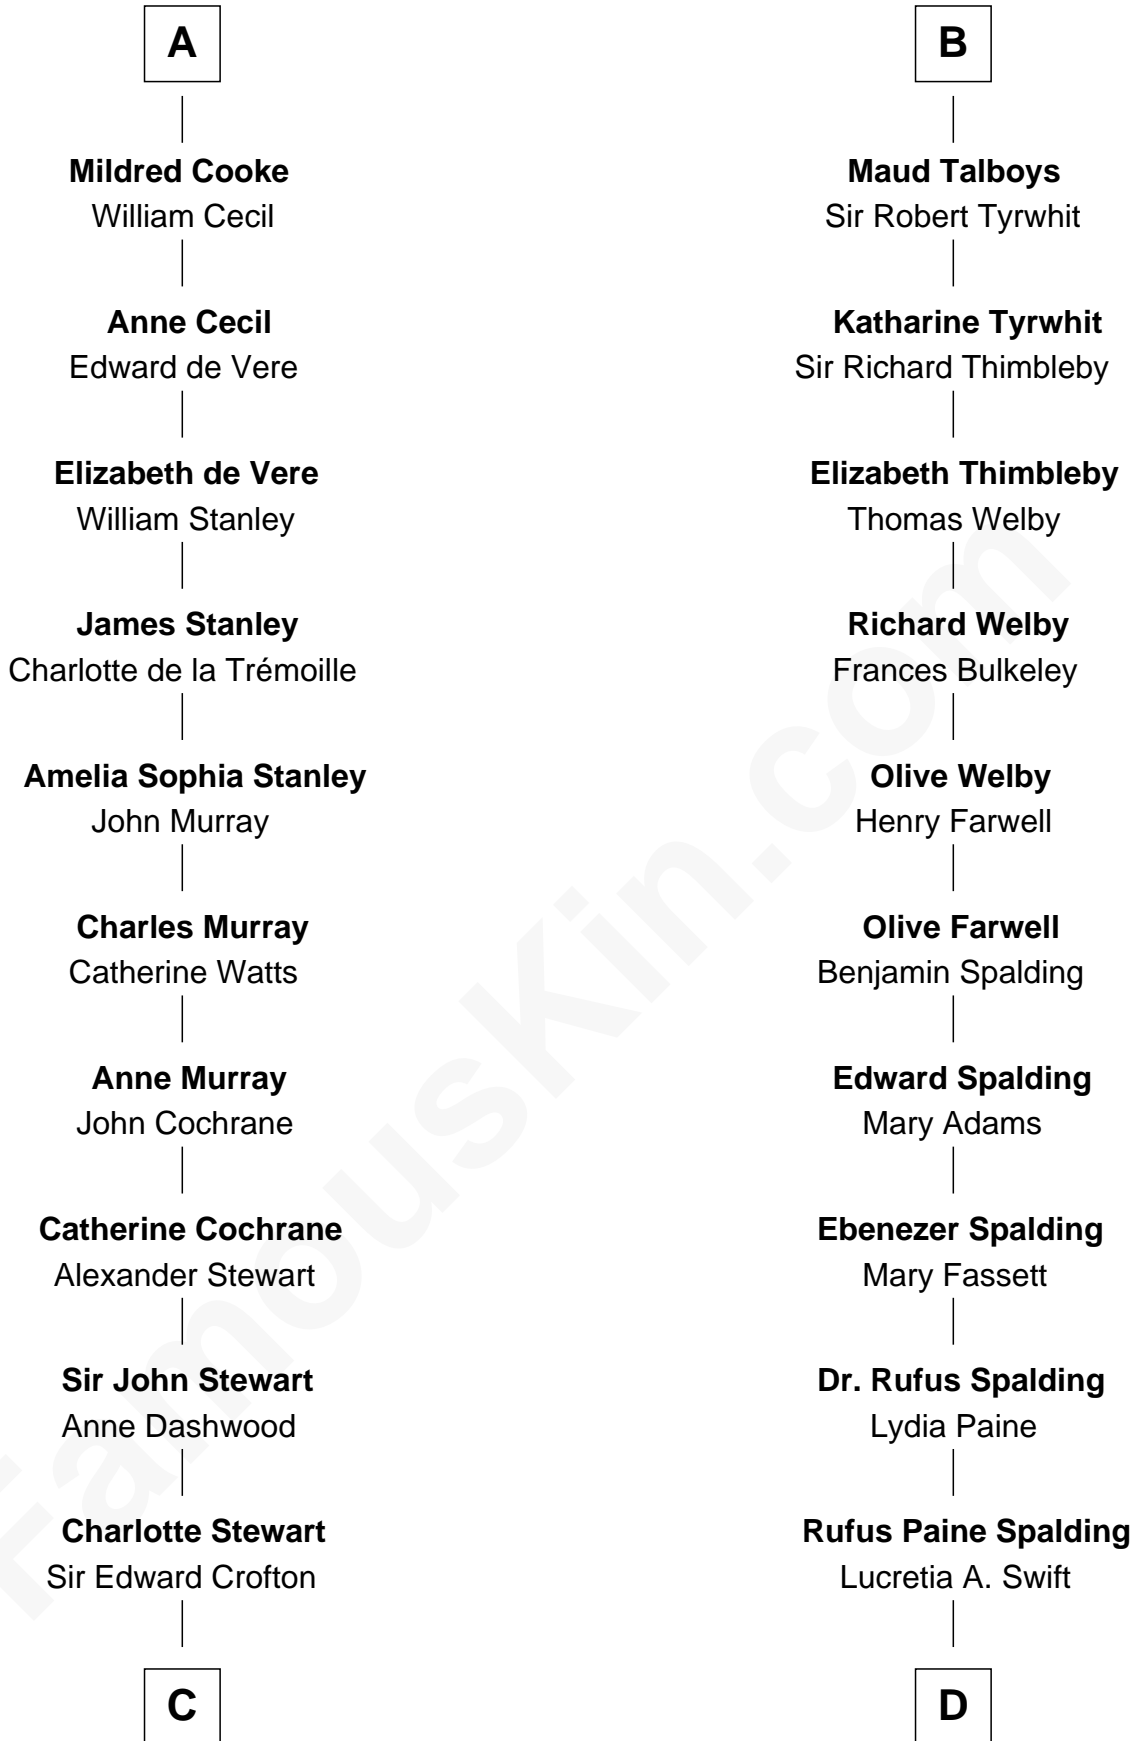 A
Mildred Cooke
William Cecil
Anne Cecil
Edward de Vere
Elizabeth de Vere
William Stanley
James Stanley
Charlotte de la Trémoille
Amelia Sophia Stanley
John Murray
Charles Murray
Catherine Watts
Anne Murray
John Cochrane
Catherine Cochrane
Alexander Stewart
Sir John Stewart
Anne Dashwood
Charlotte Stewart
Sir Edward Crofton
C
B
Maud Talboys
Sir Robert Tyrwhit
Katharine Tyrwhit
Sir Richard Thimbleby
Elizabeth Thimbleby
Thomas Welby
Richard Welby
Frances Bulkeley
Olive Welby
Henry Farwell
Olive Farwell
Benjamin Spalding
Edward Spalding
Mary Adams
Ebenezer Spalding
Mary Fassett
Dr. Rufus Spalding
Lydia Paine
Rufus Paine Spalding
Lucretia A. Swift
D
FamousKin.com